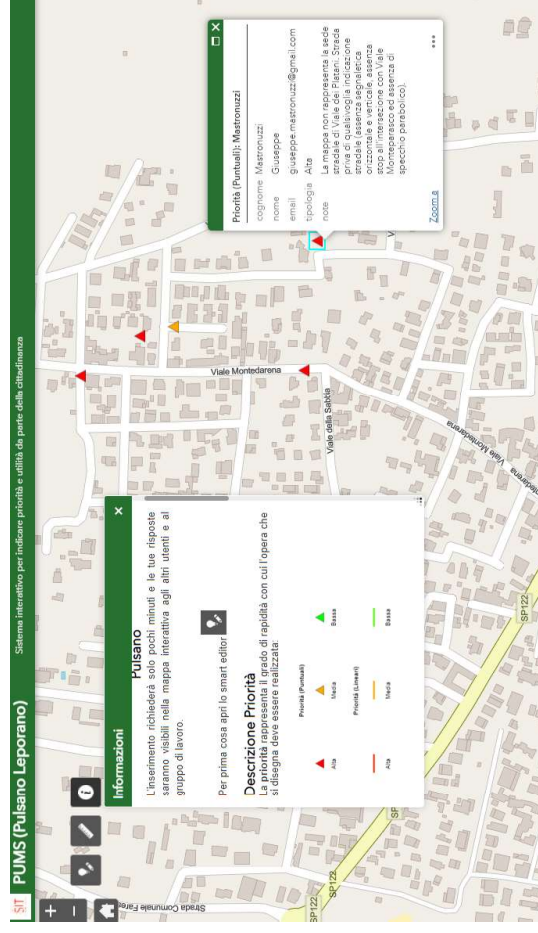 SIT PUMS (Pulsano Leporano) Sistema interattivo per indicare priorità e utilità da parte della cittadinanza
+
−
i
Informazioni ×
Pulsano
L'inserimento richiederà solo pochi minuti e le tue risposte
saranno visibili nella mappa interattiva agli altri utenti e al
gruppo di lavoro.
Per prima cosa apri lo smart editor
Descrizione Priorità
La priorità rappresenta il grado di rapidità con cui l'opera che
si disegna deve essere realizzata:
Priorità (Puntuali)
Alta Media Bassa
Priorità (Lineari)
Alta Media Bassa
Priorità (Puntuali): Mastronuzzi
cognome Mastronuzzi
nome Giuseppe
email giuseppe.mastronuzzi@gmail.com
tipologia Alta
note La mappa non rappresenta la sede
stradale di Viale dei Platani. Strada
priva di qualsivoglia indicazione
stradale (assenza segnaletica
orizzontale e verticale, assenza
stop all'intersezione con Viale
Monteparasco ed assenza di
specchio parabolico).
Zoom a ...
Viale Montedarena
Viale della Sabbia
Viale Montedarena
Strada Comunale Fares
SP122
SP122
SP122
SP